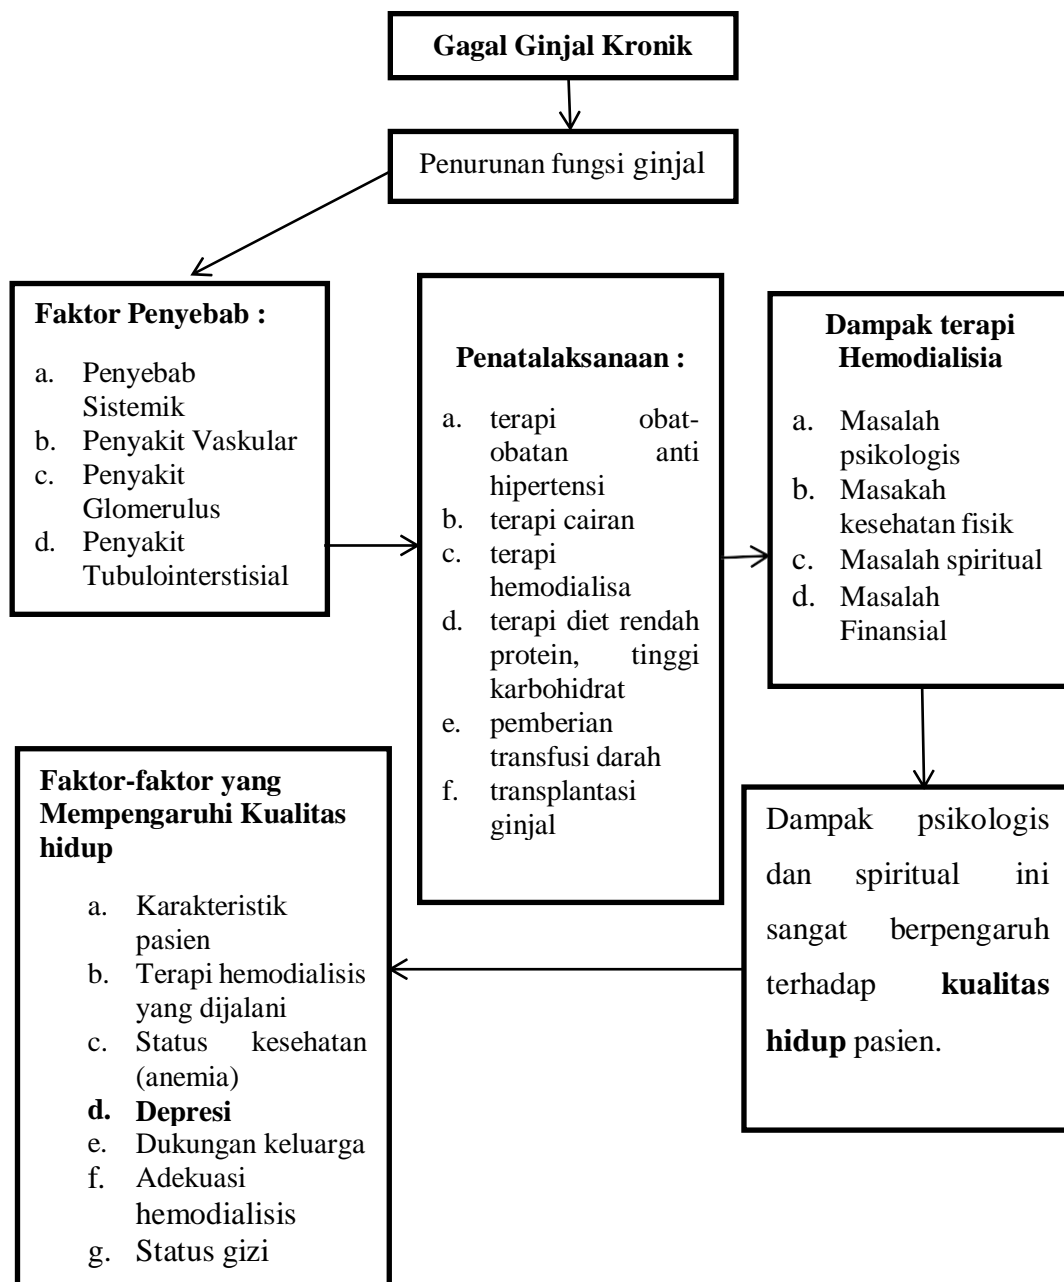 Gagal Ginjal Kronik
Penurunan fungsi ginjal
Faktor Penyebab :
a. Penyebab
Sistemik
b. Penyakit Vaskular
c. Penyakit
Glomerulus
d. Penyakit
Tubulointerstisial
Penatalaksanaan :
a. terapi obat-
obatan anti
hipertensi
b. terapi cairan
c. terapi
hemodialisa
d. terapi diet rendah
protein, tinggi
karbohidrat
e. pemberian
transfusi darah
f. transplantasi
ginjal
Dampak terapi
Hemodialisia
a. Masalah
psikologis
b. Masakah
kesehatan fisik
c. Masalah spiritual
d. Masalah
Finansial
Dampak psikologis
dan spiritual ini
sangat berpengaruh
terhadap kualitas
hidup pasien.
Faktor-faktor yang
Mempengaruhi Kualitas
hidup
a. Karakteristik
pasien
b. Terapi hemodialisis
yang dijalani
c. Status kesehatan
(anemia)
d. Depresi
e. Dukungan keluarga
f. Adekuasi
hemodialisis
g. Status gizi